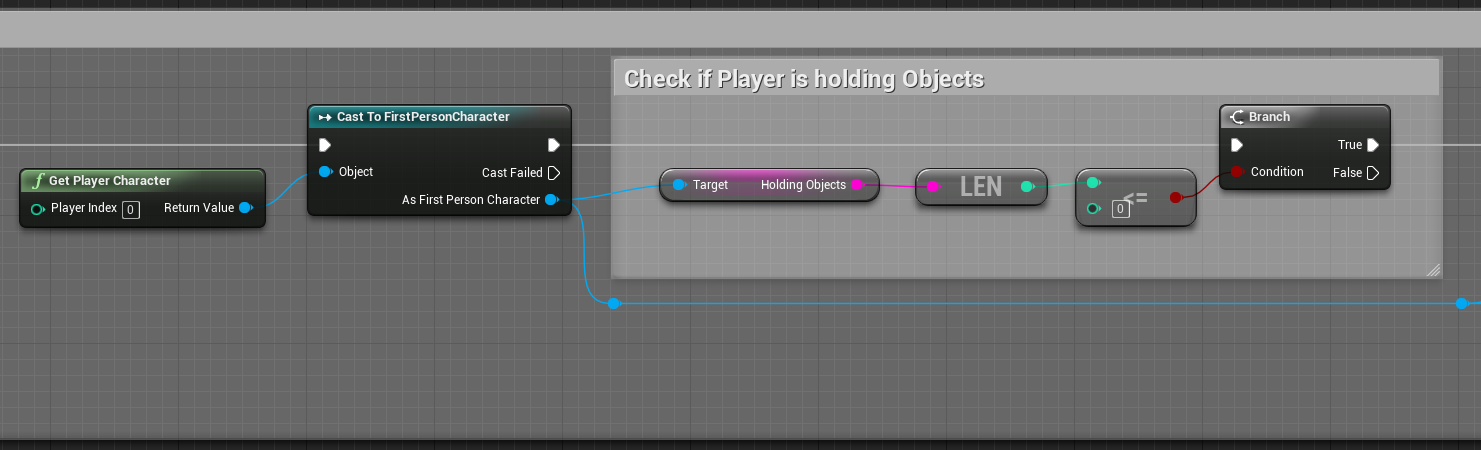 Check if Player is holding Objects
Cast To FirstPersonCharacter
Branch
True
Object
Cast Failed
Condition
False
Get Player Character
Target
Holding Objects
LEN
<=
0
As First Person Character
Player Index 0
Return Value